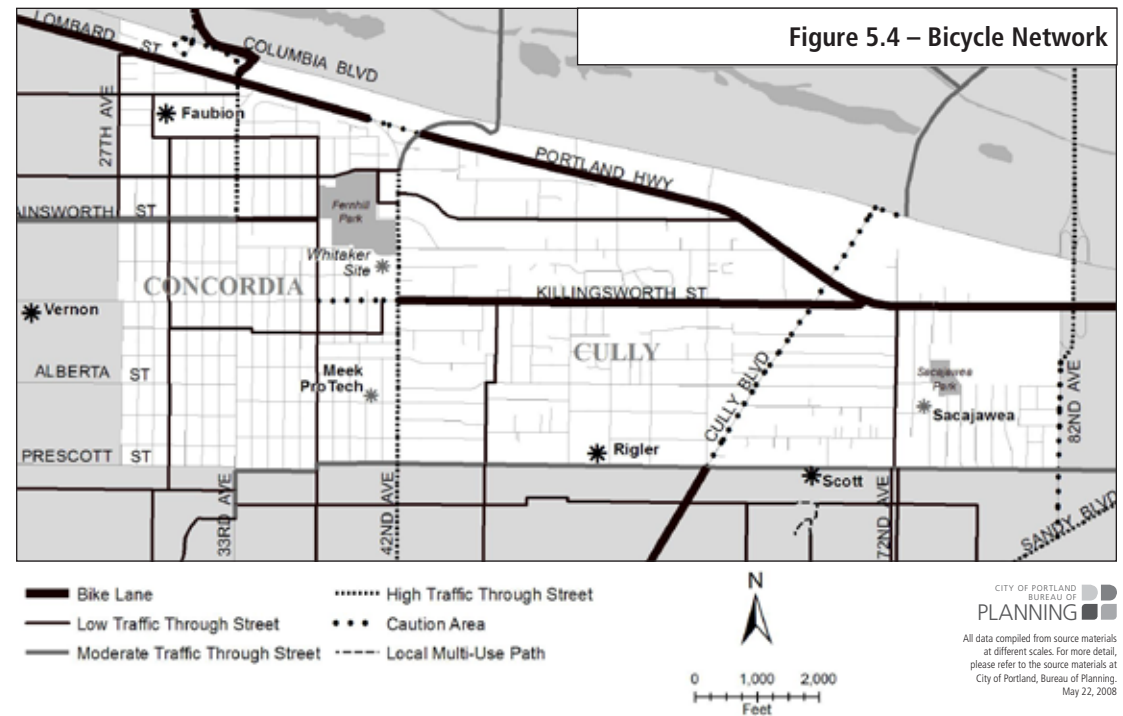 Figure 5.4 – Bicycle Network
LOMBARD ST
COLUMBIA BLVD
27TH AVE
Faubion
PORTLAND HWY
AINSWORTH ST
Fernhill
Park
Whitaker
Site
CONCORDIA
KILLINGSWORTH ST
Vernon
CULLY
ALBERTA ST
Meek
ProTech
CULLY BLVD
Sacajawea
Park
Sacajawea
82ND AVE
PRESCOTT ST
Rigler
Scott
33RD AVE
42ND AVE
72ND AVE
SANDY BLVD
Bike Lane
Low Traffic Through Street
Moderate Traffic Through Street
High Traffic Through Street
Caution Area
Local Multi-Use Path
N
0 1,000 2,000
Feet
CITY OF PORTLAND
BUREAU OF
PLANNING
All data compiled from source materials
at different scales. For more detail,
please refer to the source materials at
City of Portland, Bureau of Planning.
May 22, 2008